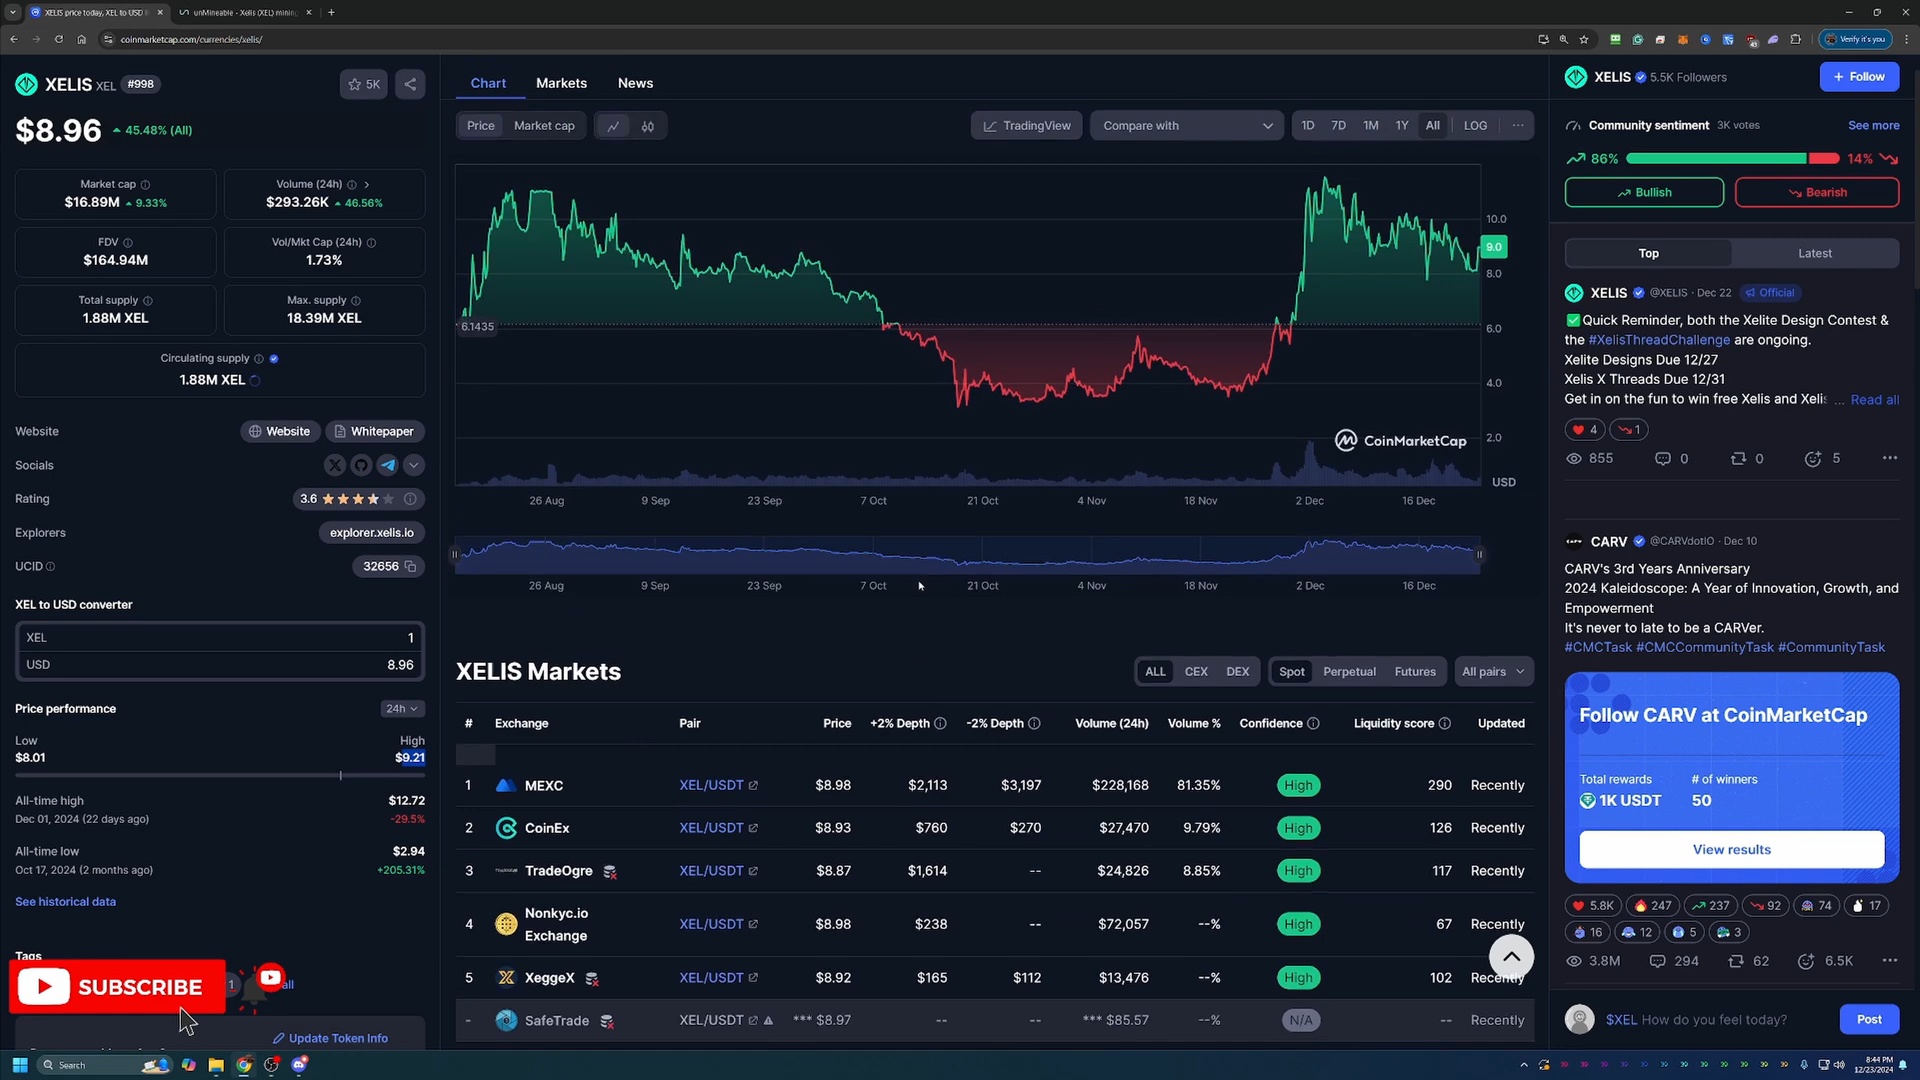 XELIS price today, XEL to USD
unMineable - Xelis (XEL) minin
coinmarketcap.com/currencies/xelis/
Verify it's you
XELIS XEL #998
5K
$8.96 45.48% (All)
Market cap
$16.89M 9.33%
Volume (24h)
$293.26K 46.56%
FDV
$164.94M
Vol/Mkt Cap (24h)
1.73%
Total supply
1.88M XEL
Max. supply
18.39M XEL
Circulating supply
1.88M XEL
Website
Website
Whitepaper
Socials
Rating
3.6
Explorers
explorer.xelis.io
UCID
32656
XEL to USD converter
XEL 1
USD 8.96
Price performance
24h
Low
$8.01
High
$9.21
All-time high
$12.72
Dec 01, 2024 (22 days ago)
-29.5%
All-time low
$2.94
Oct 17, 2024 (2 months ago)
+205.31%
See historical data
Tags
SUBSCRIBE
1
all
Update Token Info
Chart Markets News
Price Market cap
TradingView
Compare with
1D 7D 1M 1Y All LOG
10.0
9.0
8.0
6.1435
6.0
4.0
2.0
CoinMarketCap
USD
26 Aug 9 Sep 23 Sep 7 Oct 21 Oct 4 Nov 18 Nov 2 Dec 16 Dec
26 Aug 9 Sep 23 Sep 7 Oct 21 Oct 4 Nov 18 Nov 2 Dec 16 Dec
XELIS Markets
ALL CEX DEX
Spot Perpetual Futures
All pairs
# Exchange Pair Price +2% Depth -2% Depth Volume (24h) Volume % Confidence Liquidity score Updated
1 MEXC XEL/USDT $8.98 $2,113 $3,197 $228,168 81.35% High 290 Recently
2 CoinEx XEL/USDT $8.93 $760 $270 $27,470 9.79% High 126 Recently
3 TradeOgre XEL/USDT $8.87 $1,614 -- $24,826 8.85% High 117 Recently
4 Nonkyc.io Exchange XEL/USDT $8.98 $238 -- $72,057 --% High 67 Recently
5 XeggeX XEL/USDT $8.92 $165 $112 $13,476 --% High 102 Recently
- SafeTrade XEL/USDT *** $8.97 -- -- *** $85.57 --% N/A -- Recently
XELIS 5.5K Followers
+ Follow
Community sentiment 3K votes
See more
86%
14%
Bullish
Bearish
Top
Latest
XELIS @XELIS · Dec 22 Official
✅Quick Reminder, both the Xelite Design Contest &
the #XelisThreadChallenge are ongoing.
Xelite Designs Due 12/27
Xelis X Threads Due 12/31
Get in on the fun to win free Xelis and Xelis ... Read all
4
1
855 0 0 5
CARV @CARVdotIO · Dec 10
CARV's 3rd Years Anniversary
2024 Kaleidoscope: A Year of Innovation, Growth, and
Empowerment
It's never to late to be a CARVer.
#CMCTask #CMCCommunityTask #CommunityTask
Follow CARV at CoinMarketCap
Total rewards
1K USDT
# of winners
50
View results
5.8K 247 237 92 74 17
16 12 5 3
3.8M 294 62 6.5K
$XEL How do you feel today?
Post
Search
8:44 PM
12/23/2024